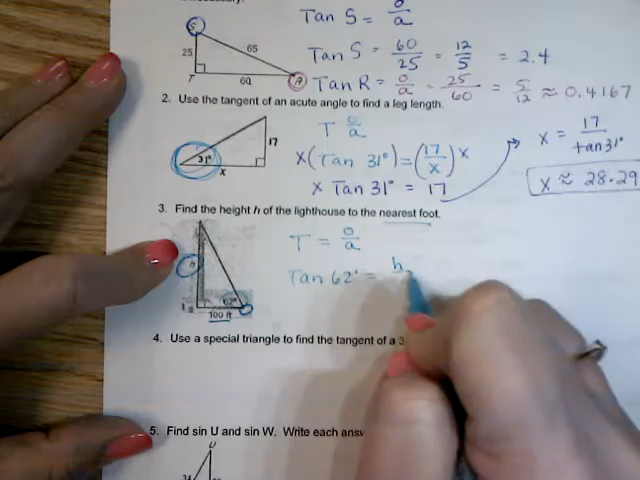 Tan S = o/a
S
25
65
T
60
R
Tan S = 60/25 = 12/5 = 2.4
Tan R = o/a = 25/60 = 5/12 ≈ 0.4167
2. Use the tangent of an acute angle to find a leg length.
31°
17
x
T o/a
x(Tan 31°) = (17/x)x
x Tan 31° = 17
x = 17/tan31°
x ≈ 28.29
3. Find the height h of the lighthouse to the nearest foot.
h
62°
100 ft
T = o/a
Tan 62° = h
4. Use a special triangle to find the tangent of a 3
5. Find sin U and sin W. Write each answ
U
34